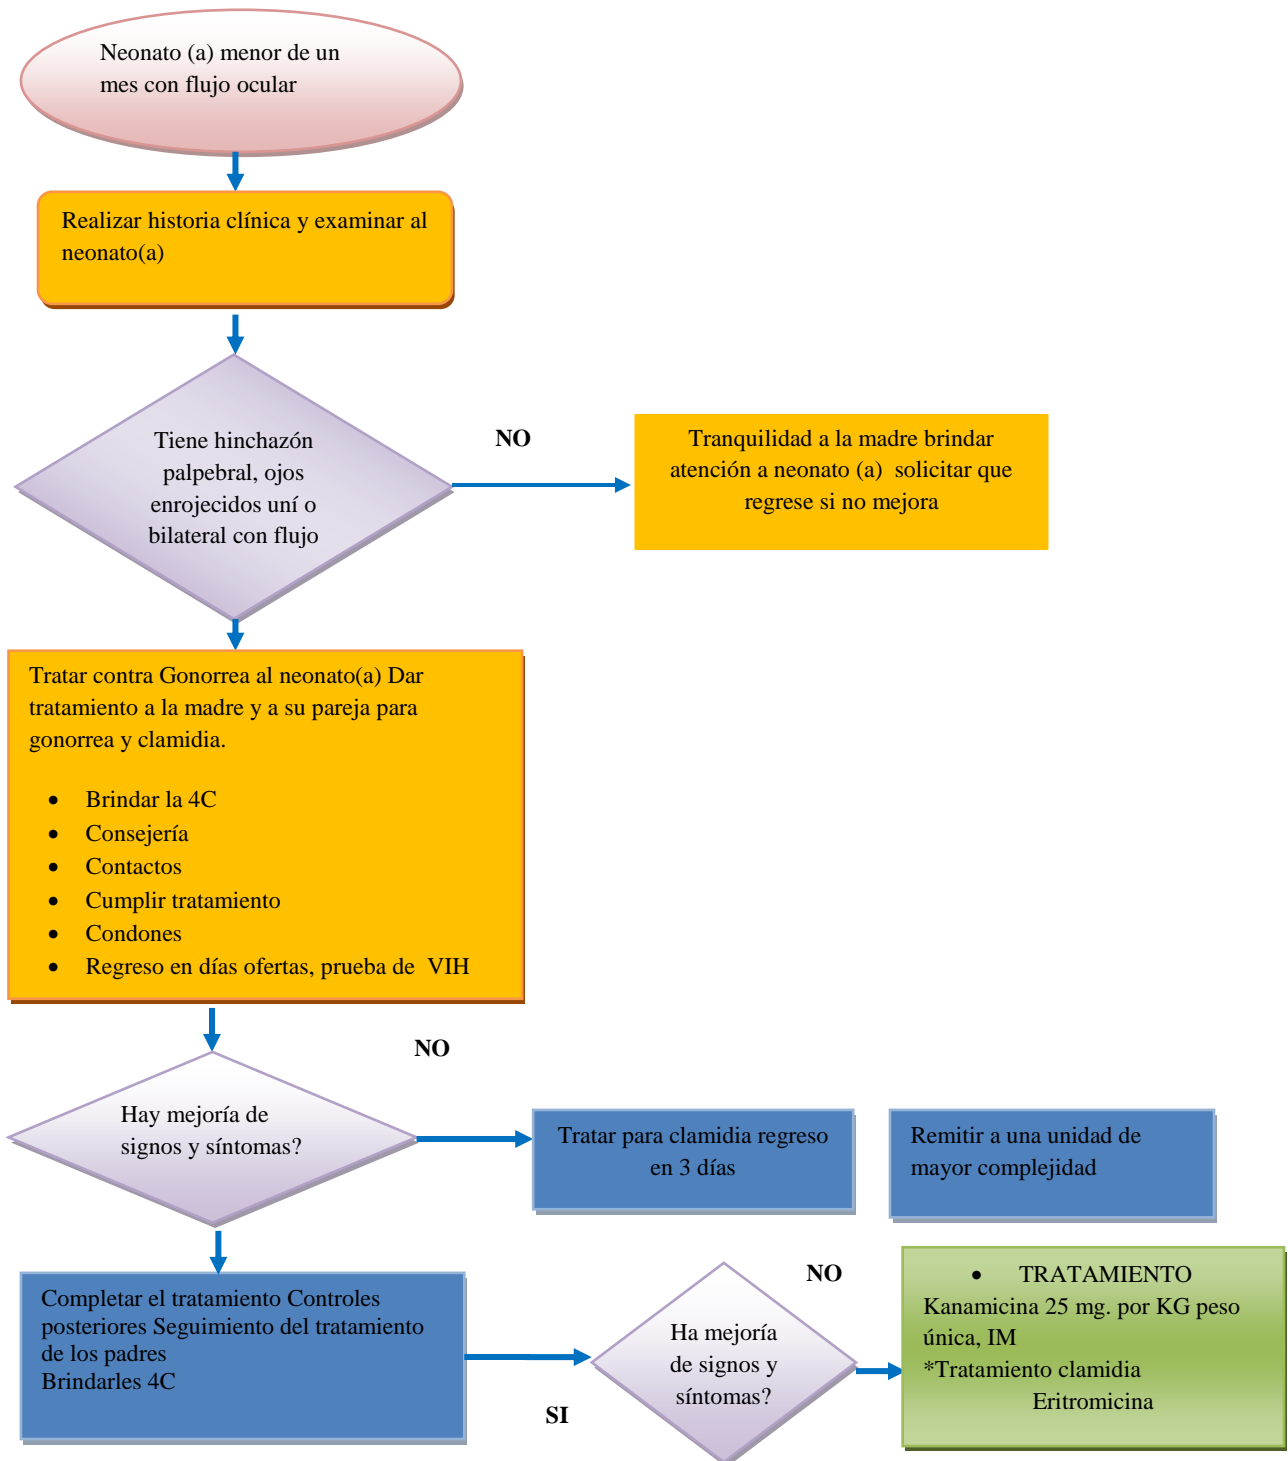 Neonato (a) menor de un
mes con flujo ocular
Realizar historia clínica y examinar al
neonato(a)
Tiene hinchazón
palpebral, ojos
enrojecidos uní o
bilateral con flujo
NO
Tranquilidad a la madre brindar
atención a neonato (a)  solicitar que
regrese si no mejora
Tratar contra Gonorrea al neonato(a) Dar
tratamiento a la madre y a su pareja para
gonorrea y clamidia.
• Brindar la 4C
• Consejería
• Contactos
• Cumplir tratamiento
• Condones
• Regreso en días ofertas, prueba de  VIH
NO
Hay mejoría de
signos y síntomas?
Tratar para clamidia regreso
en 3 días
Remitir a una unidad de
mayor complejidad
Completar el tratamiento Controles
posteriores Seguimiento del tratamiento
de los padres
Brindarles 4C
SI
Ha mejoría
de signos y
síntomas?
NO
• TRATAMIENTO
Kanamicina 25 mg. por KG peso
única, IM
*Tratamiento clamidia
Eritromicina